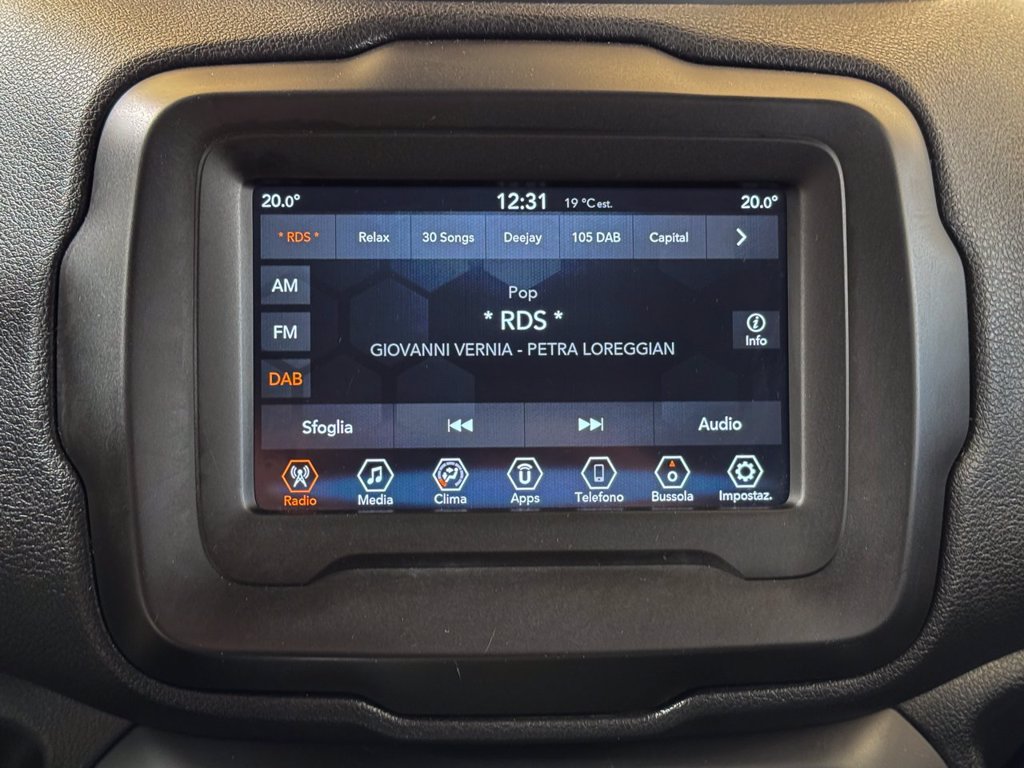 20.0° 12:31 19 °C est. 20.0°
* RDS * Relax 30 Songs Deejay 105 DAB Capital
AM
Pop
* RDS *
FM
Info
GIOVANNI VERNIA - PETRA LOREGGIAN
DAB
Sfoglia Audio
Radio Media Clima Apps Telefono Bussola Impostaz.